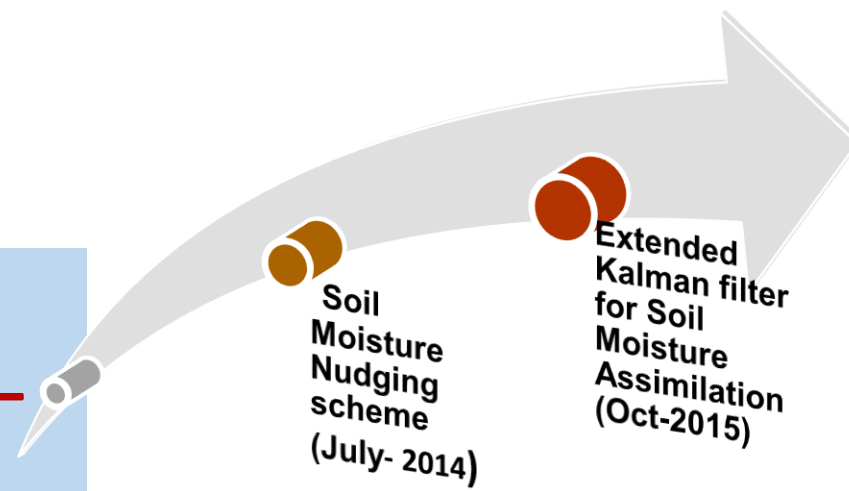 Soil
Moisture
Nudging
scheme
(July- 2014)
Extended
Kalman filter
for Soil
Moisture
Assimilation
(Oct-2015)